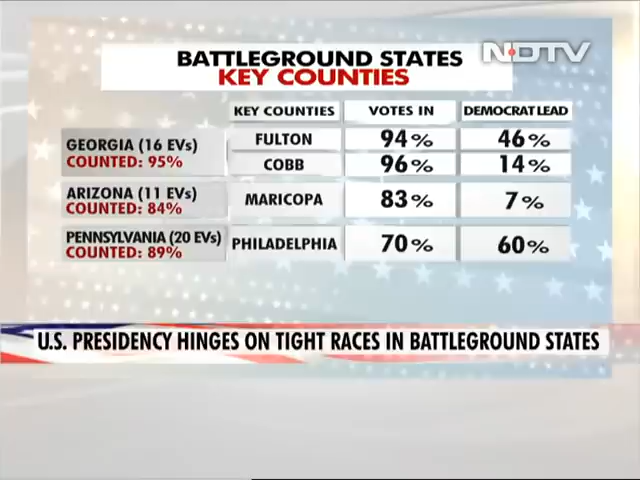 BATTLEGROUND STATES
KEY COUNTIES
NDTV
KEY COUNTIES VOTES IN DEMOCRAT LEAD
GEORGIA (16 EVs)
COUNTED: 95%
FULTON 94% 46%
COBB 96% 14%
ARIZONA (11 EVs)
COUNTED: 84%
MARICOPA 83% 7%
PENNSYLVANIA (20 EVs)
COUNTED: 89%
PHILADELPHIA 70% 60%
U.S. PRESIDENCY HINGES ON TIGHT RACES IN BATTLEGROUND STATES